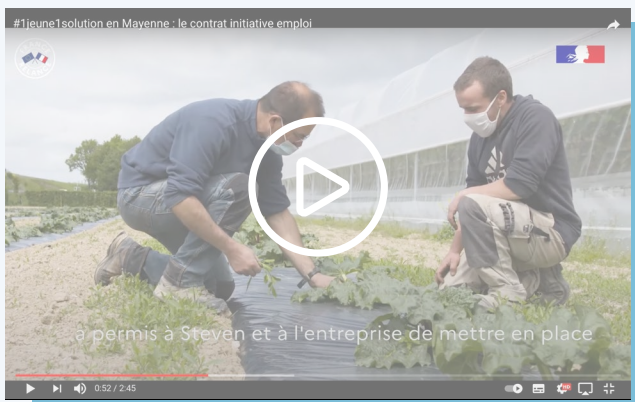 #1jeune1solution en Mayenne : le contrat initiative emploi
a permis à Steven et à l'entreprise de mettre en place
0:52 / 2:45